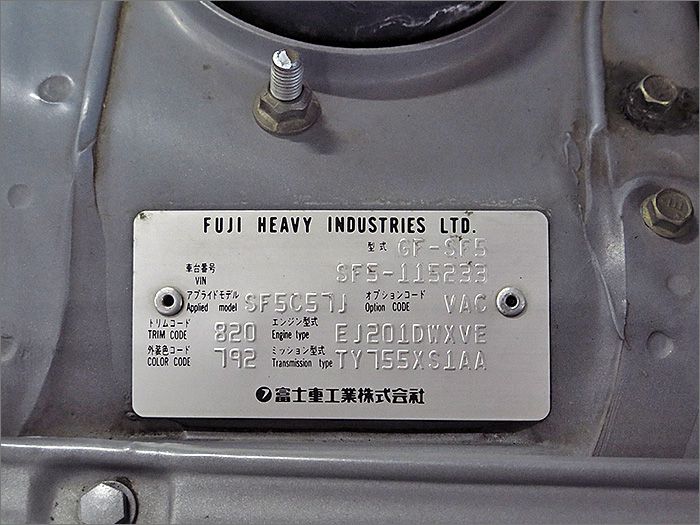 FUJI HEAVY INDUSTRIES LTD.
型式 GF-SF5
車台番号 VIN SF5-115233
アプライドモデル Applied model SF5C57J オプションコード Option CODE VAC
トリムコード TRIM CODE 820 エンジン型式 Engine type EJ201DWXVE
外装色コード COLOR CODE 792 ミッション型式 Transmission type TY755XS1AA
富士重工業株式会社